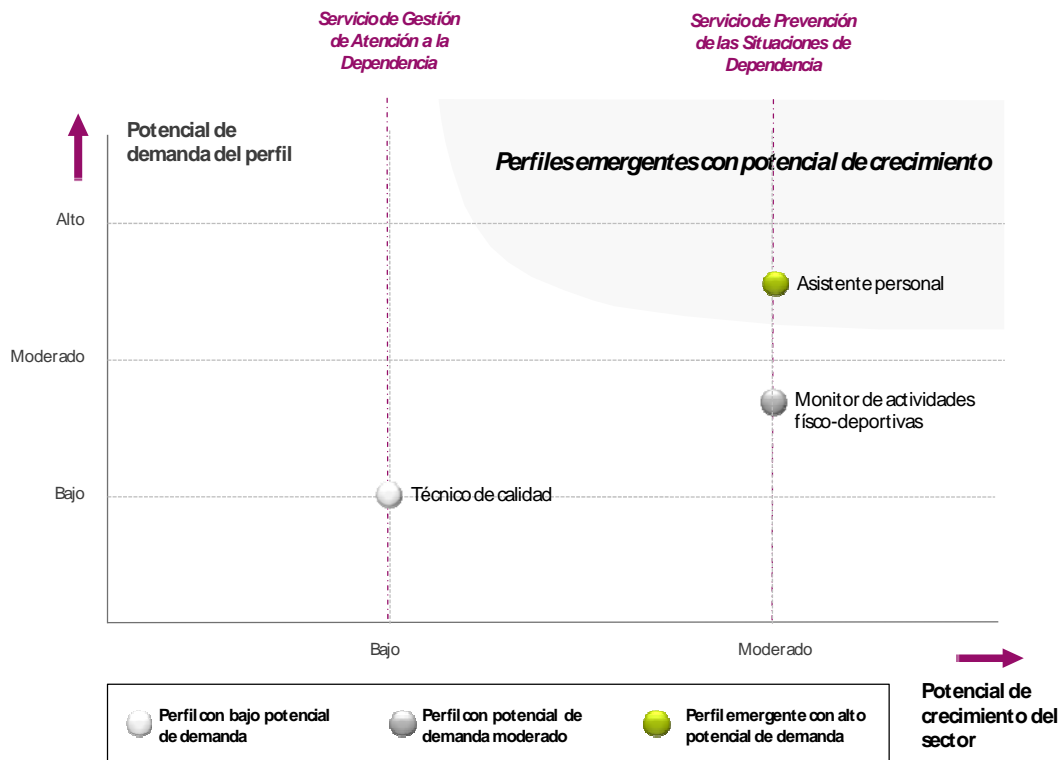 Servicio de Gestión
de Atención a la
Dependencia
Servicio de Prevención
de las Situaciones de
Dependencia
Potencial de
demanda del perfil
Perfiles emergentes con potencial de crecimiento
Alto
Asistente personal
Moderado
Monitor de actividades
físco-deportivas
Bajo
Técnico de calidad
Bajo
Moderado
Potencial de
crecimiento del
sector
Perfil con bajo potencial
de demanda
Perfil con potencial de
demanda moderado
Perfil emergente con alto
potencial de demanda